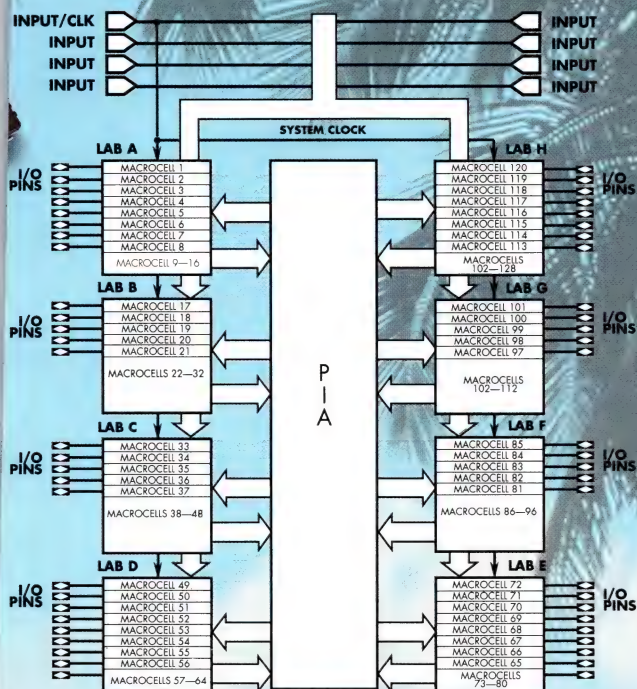 INPUT/CLK
INPUT
INPUT
INPUT
INPUT
INPUT
INPUT
INPUT
SYSTEM CLOCK
LAB A
I/O
PINS
MACROCELL 1
MACROCELL 2
MACROCELL 3
MACROCELL 4
MACROCELL 5
MACROCELL 6
MACROCELL 7
MACROCELL 8
MACROCELL 9—16
LAB B
I/O
PINS
MACROCELL 17
MACROCELL 18
MACROCELL 19
MACROCELL 20
MACROCELL 21
MACROCELLS 22—32
LAB C
I/O
PINS
MACROCELL 33
MACROCELL 34
MACROCELL 35
MACROCELL 36
MACROCELL 37
MACROCELLS 38—48
LAB D
I/O
PINS
MACROCELL 49
MACROCELL 50
MACROCELL 51
MACROCELL 52
MACROCELL 53
MACROCELL 54
MACROCELL 55
MACROCELL 56
MACROCELLS 57—64
P
I
A
LAB H
I/O
PINS
MACROCELL 120
MACROCELL 119
MACROCELL 118
MACROCELL 117
MACROCELL 116
MACROCELL 115
MACROCELL 114
MACROCELL 113
MACROCELLS
102—128
LAB G
I/O
PINS
MACROCELL 101
MACROCELL 100
MACROCELL 99
MACROCELL 98
MACROCELL 97
MACROCELLS
102—112
LAB F
I/O
PINS
MACROCELL 85
MACROCELL 84
MACROCELL 83
MACROCELL 82
MACROCELL 81
MACROCELLS 86—96
LAB E
I/O
PINS
MACROCELL 72
MACROCELL 71
MACROCELL 70
MACROCELL 69
MACROCELL 68
MACROCELL 67
MACROCELL 66
MACROCELL 65
MACROCELLS
73—80